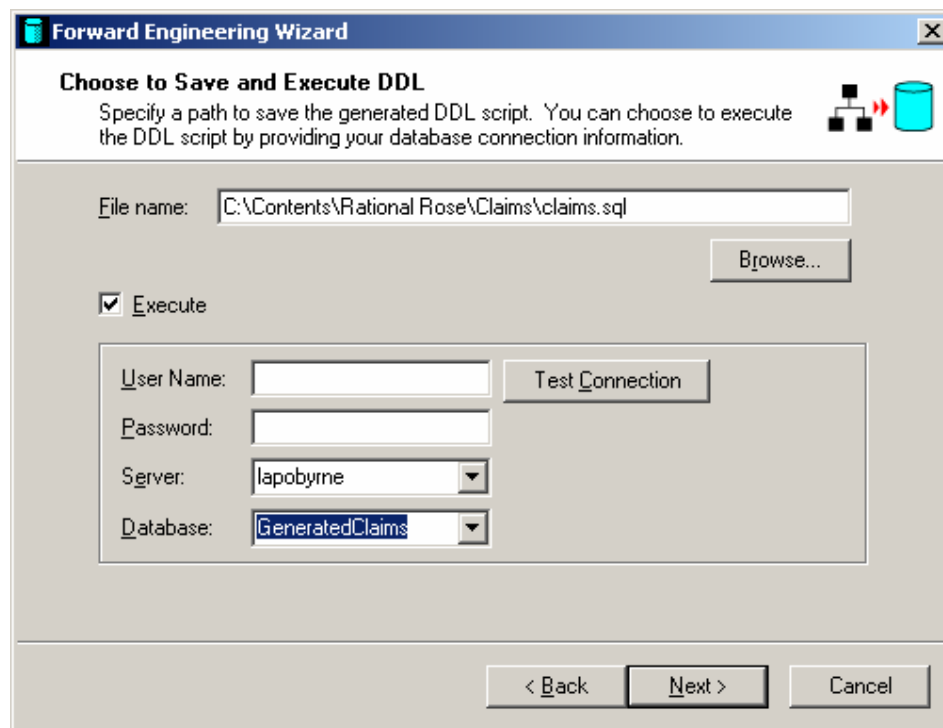 Forward Engineering Wizard
Choose to Save and Execute DDL
Specify a path to save the generated DDL script. You can choose to execute
the DDL script by providing your database connection information.
File name: C:\Contents\Rational Rose\Claims\claims.sql
Browse...
Execute
User Name: Test Connection
Password:
Server: lapobyrne
Database: GeneratedClaims
< Back Next > Cancel